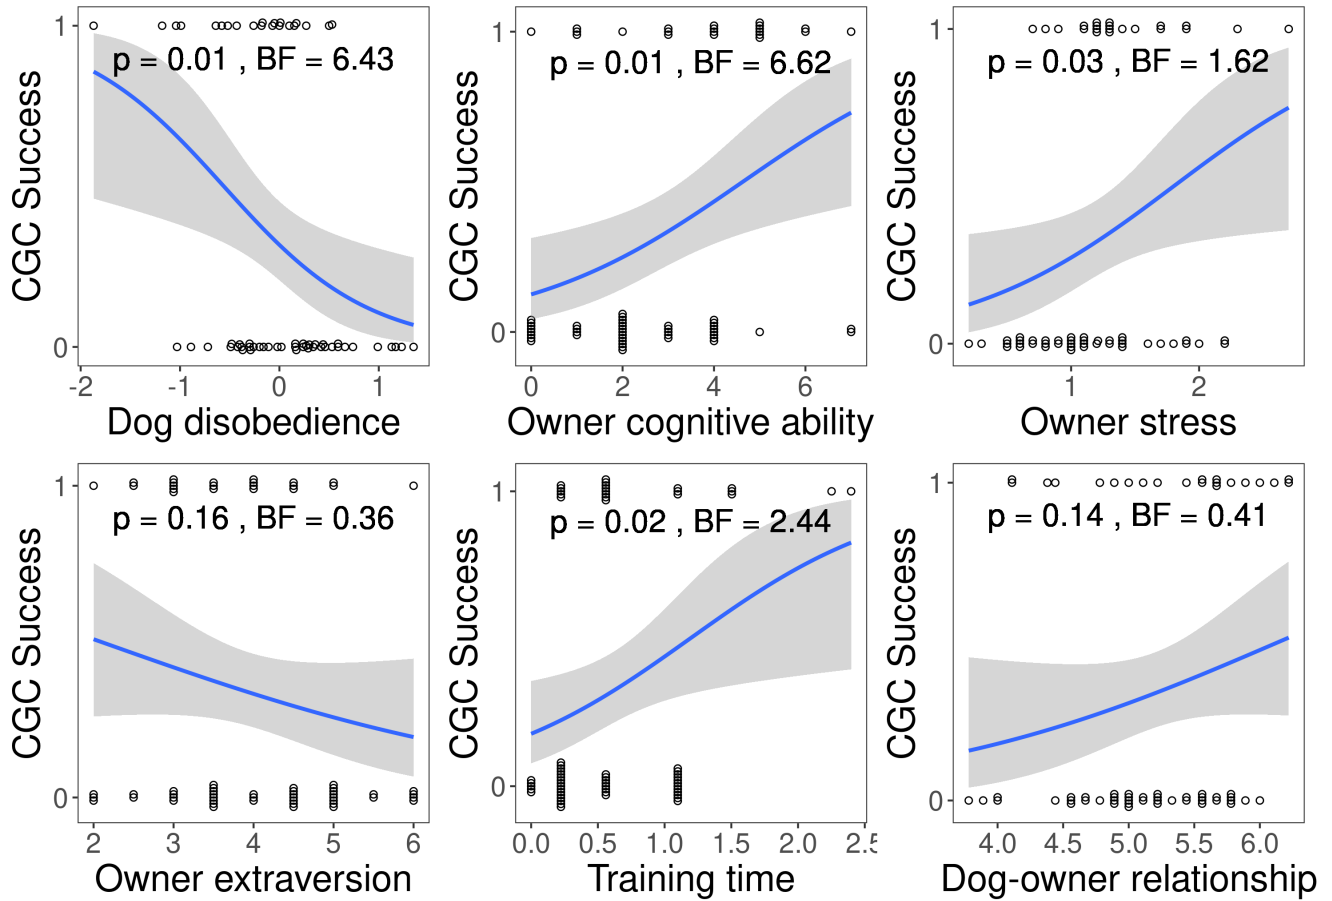 CGC Success
1
0
p = 0.01 , BF = 6.43
-2 -1 0 1
Dog disobedience
CGC Success
1
0
p = 0.01 , BF = 6.62
0 2 4 6
Owner cognitive ability
CGC Success
1
0
p = 0.03 , BF = 1.62
1 2
Owner stress
CGC Success
1
0
p = 0.16 , BF = 0.36
2 3 4 5 6
Owner extraversion
CGC Success
1
0
p = 0.02 , BF = 2.44
0.0 0.5 1.0 1.5 2.0
Training time
CGC Success
1
0
p = 0.14 , BF = 0.41
4.0 4.5 5.0 5.5 6.0
Dog-owner relationship